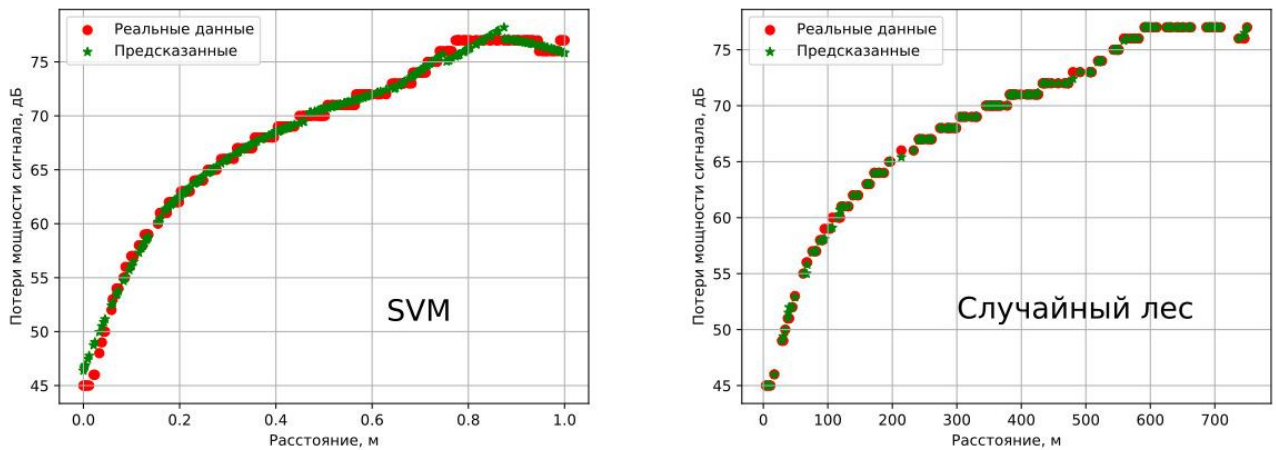 Реальные данные
Предсказанные
75
70
65
60
55
50
45
Потери мощности сигнала, дБ
SVM
0.0 0.2 0.4 0.6 0.8 1.0
Расстояние, м
Реальные данные
Предсказанные
75
70
65
60
55
50
45
Потери мощности сигнала, дБ
Случайный лес
0 100 200 300 400 500 600 700
Расстояние, м